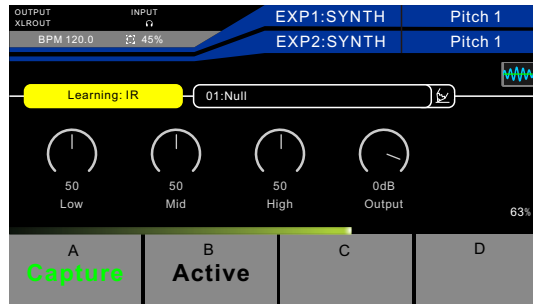 OUTPUT INPUT EXP1:SYNTH Pitch 1
XLROUT
BPM 120.0 45% EXP2:SYNTH Pitch 1
Learning: IR 01:Null
50 50 50 0dB
Low Mid High Output
63%
A B C D
Capture Active